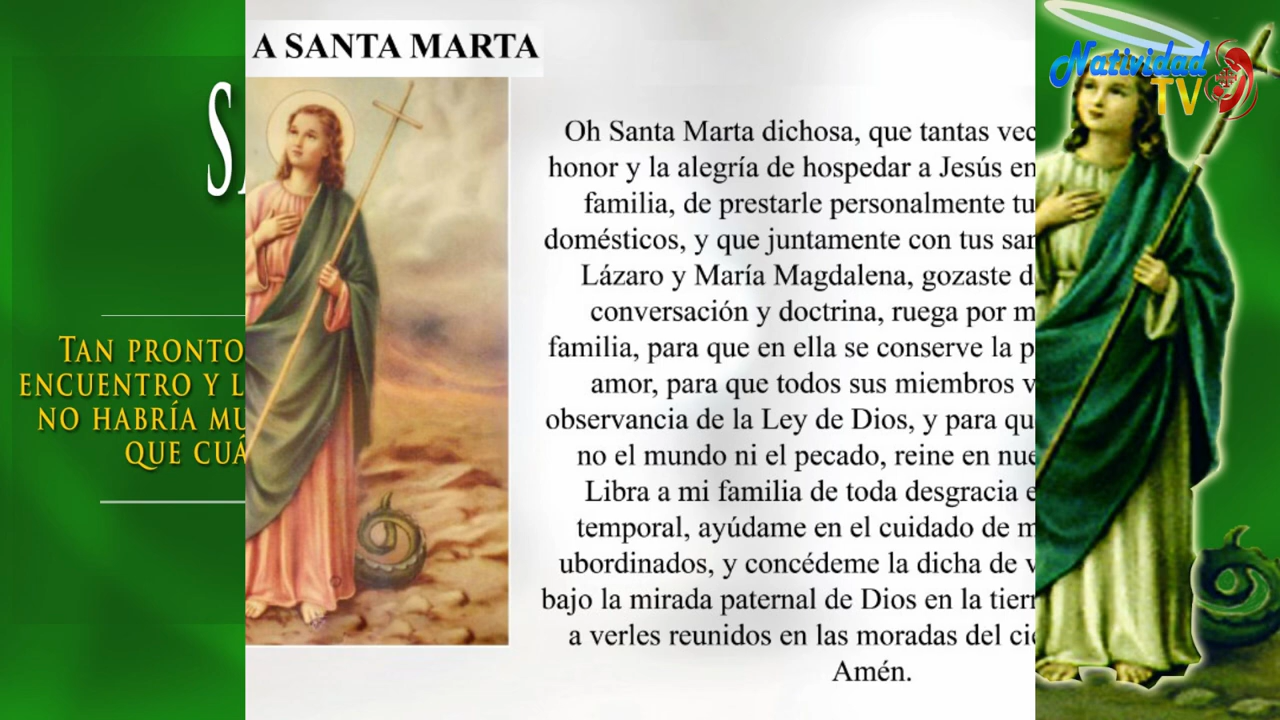 A SANTA MARTA
Natividad
TV
SA
TAN PRONTO
ENCUENTRO Y L
NO HABRÍA MU
QUE CUÁ
Oh Santa Marta dichosa, que tantas vec
honor y la alegría de hospedar a Jesús en
familia, de prestarle personalmente tu
domésticos, y que juntamente con tus san
Lázaro y María Magdalena, gozaste d
conversación y doctrina, ruega por m
familia, para que en ella se conserve la p
amor, para que todos sus miembros v
observancia de la Ley de Dios, y para qu
no el mundo ni el pecado, reine en nue
Libra a mi familia de toda desgracia e
temporal, ayúdame en el cuidado de m
ubordinados, y concédeme la dicha de v
bajo la mirada paternal de Dios en la tierr
a verles reunidos en las moradas del cie
Amén.